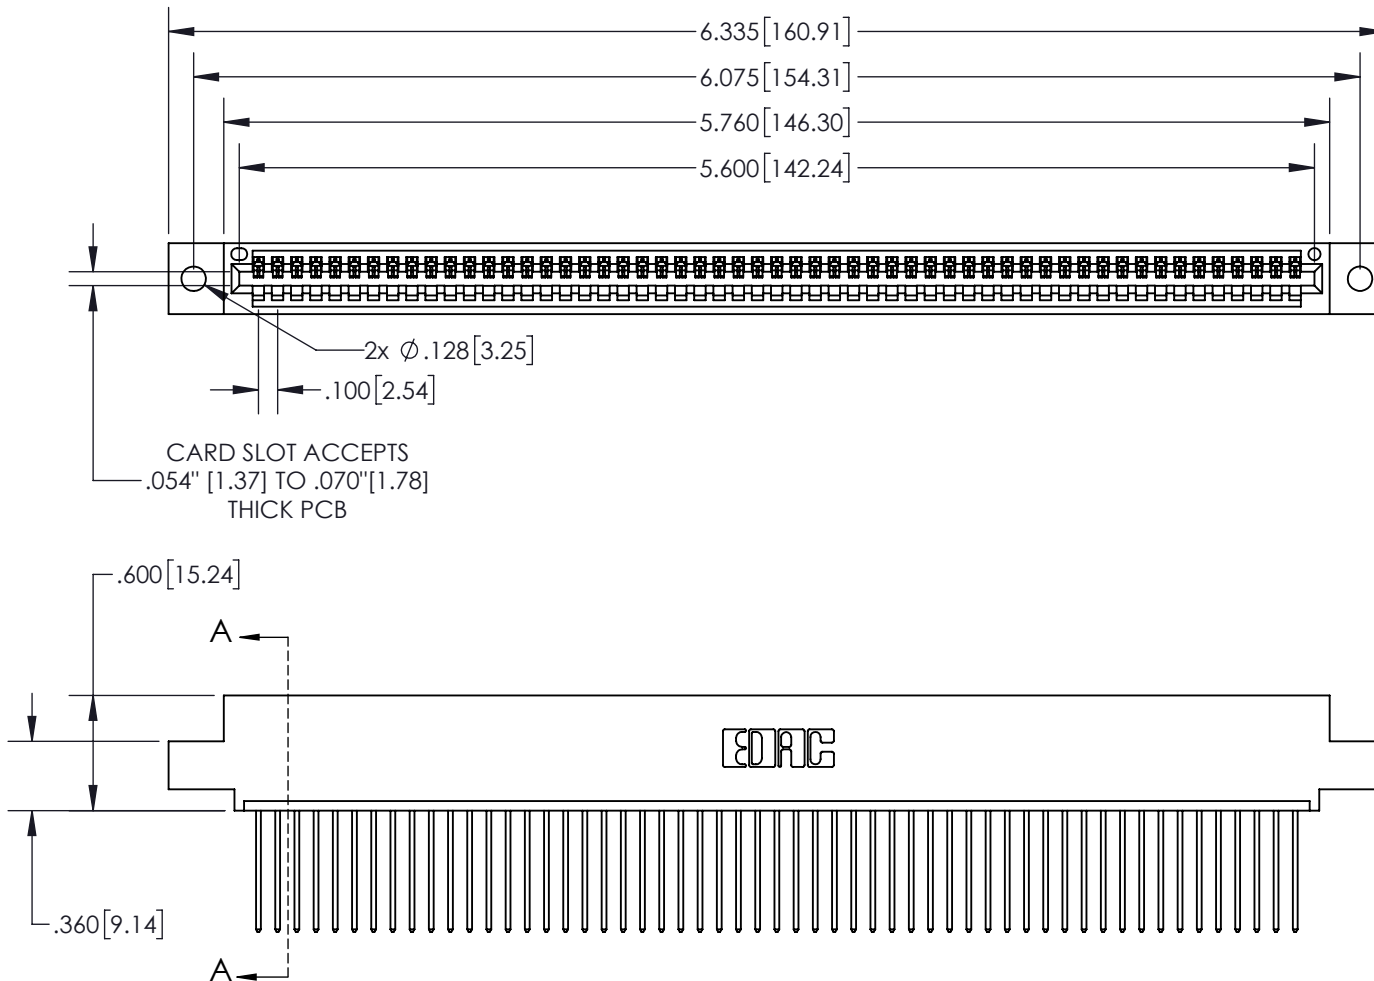 6.335[160.91]
6.075[154.31]
5.760[146.30]
5.600[142.24]
2x ∅.128[3.25]
.100[2.54]
CARD SLOT ACCEPTS
.054" [1.37] TO .070"[1.78]
THICK PCB
.600[15.24]
A
EDAC
.360[9.14]
A